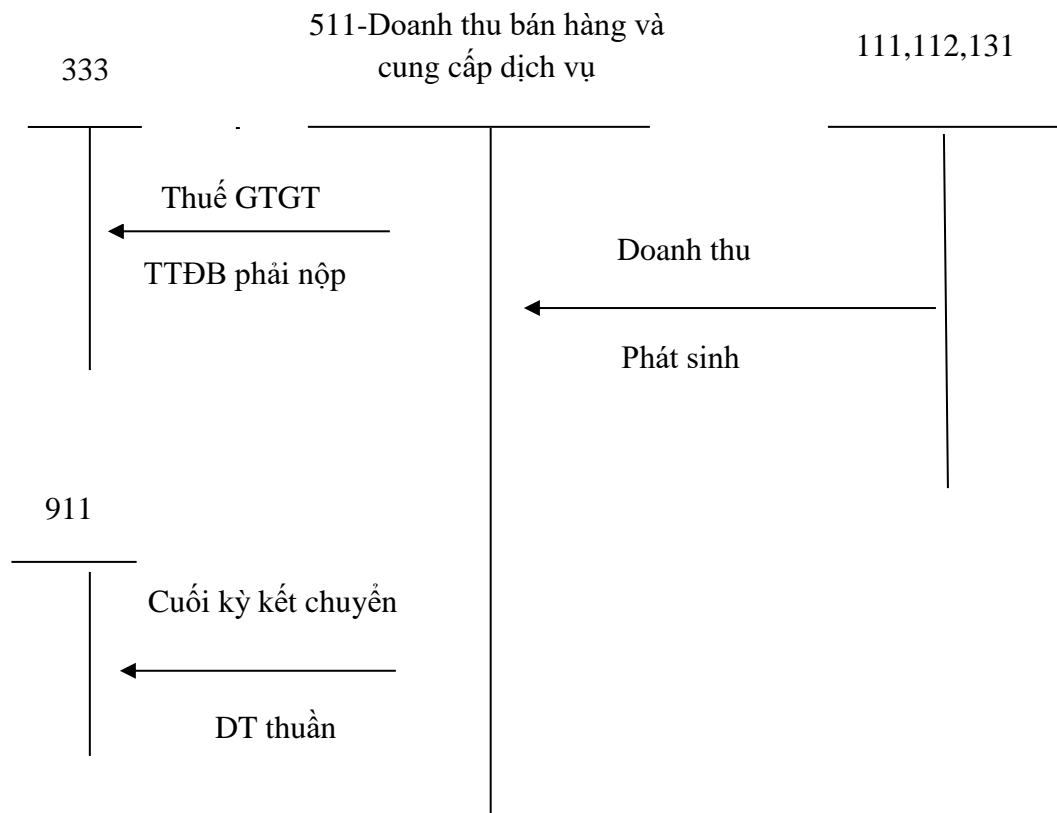 511-Doanh thu bán hàng và
cung cấp dịch vụ
111,112,131
333
Thuế GTGT
TTĐB phải nộp
Doanh thu
Phát sinh
911
Cuối kỳ kết chuyển
DT thuần